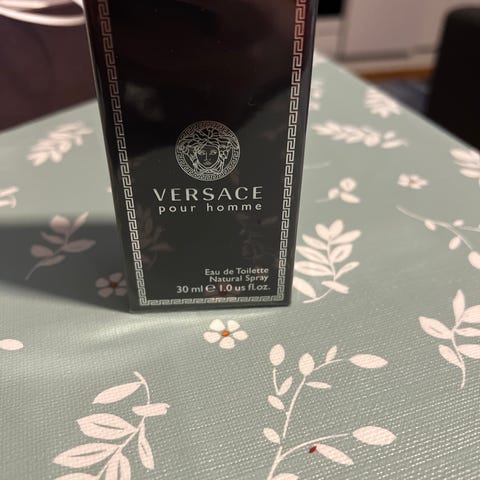 VERSACE
pour homme
Eau de Toilette
Natural Spray
30 ml ℮ 1.0 us fl.oz.